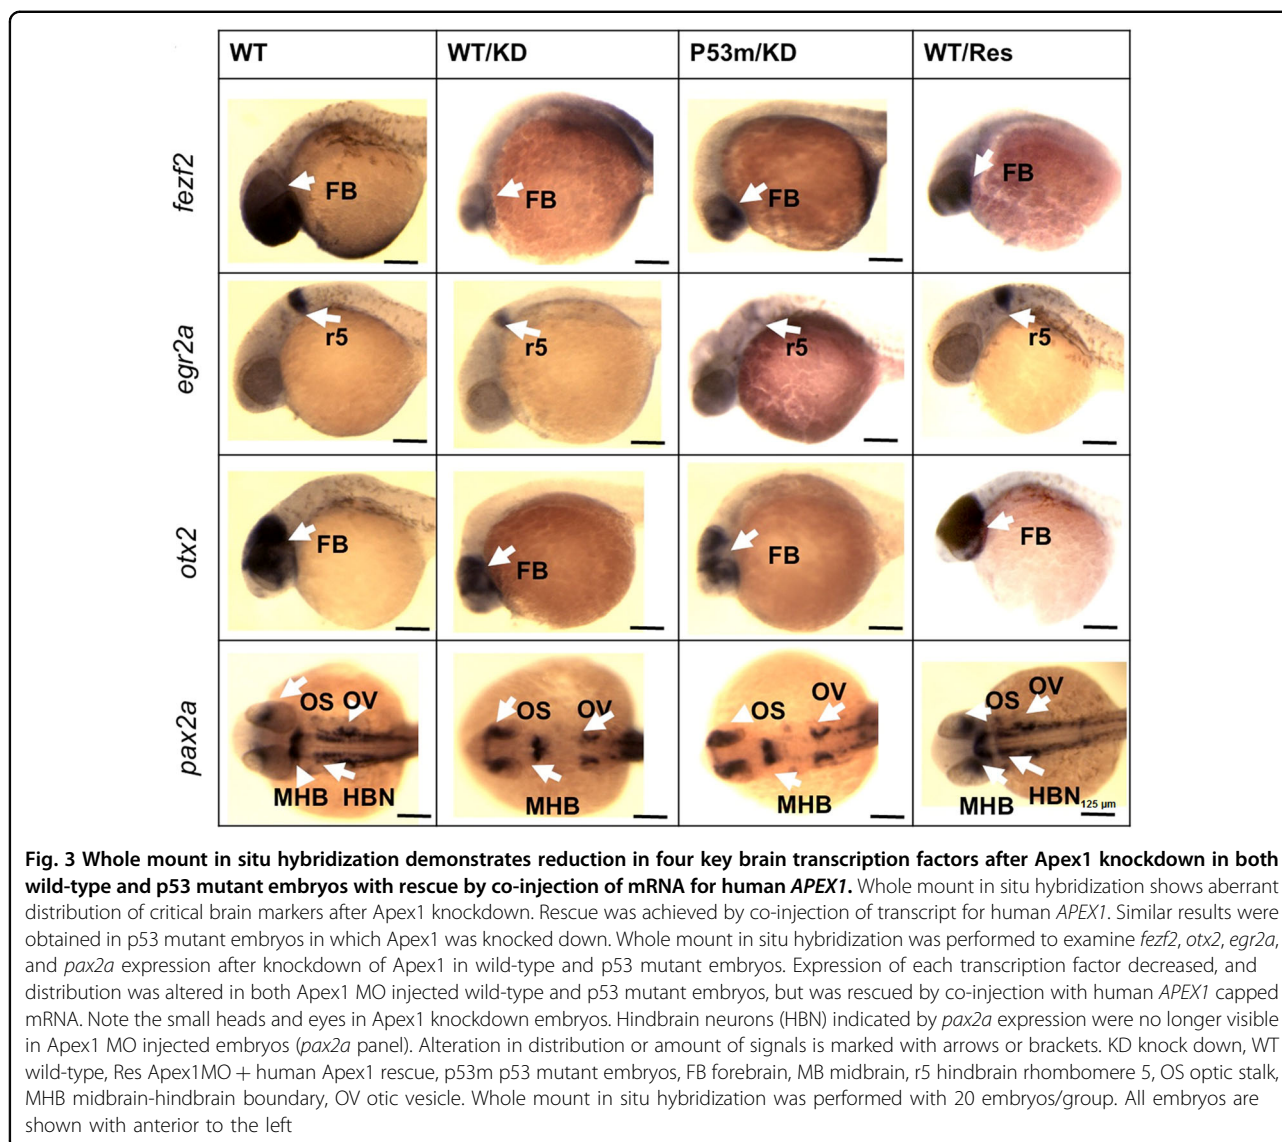 WT WT/KD P53m/KD WT/Res
fezf2 FB FB FB FB
egr2a r5 r5 r5 r5
otx2 FB FB FB FB
pax2a OS OV OS OV OS OV OS OV
MHB HBN MHB MHB MHB HBN 125 µm
Fig. 3 Whole mount in situ hybridization demonstrates reduction in four key brain transcription factors after Apex1 knockdown in both
wild-type and p53 mutant embryos with rescue by co-injection of mRNA for human APEX1. Whole mount in situ hybridization shows aberrant
distribution of critical brain markers after Apex1 knockdown. Rescue was achieved by co-injection of transcript for human APEX1. Similar results were
obtained in p53 mutant embryos in which Apex1 was knocked down. Whole mount in situ hybridization was performed to examine fezf2, otx2, egr2a,
and pax2a expression after knockdown of Apex1 in wild-type and p53 mutant embryos. Expression of each transcription factor decreased, and
distribution was altered in both Apex1 MO injected wild-type and p53 mutant embryos, but was rescued by co-injection with human APEX1 capped
mRNA. Note the small heads and eyes in Apex1 knockdown embryos. Hindbrain neurons (HBN) indicated by pax2a expression were no longer visible
in Apex1 MO injected embryos (pax2a panel). Alteration in distribution or amount of signals is marked with arrows or brackets. KD knock down, WT
wild-type, Res Apex1MO + human Apex1 rescue, p53m p53 mutant embryos, FB forebrain, MB midbrain, r5 hindbrain rhombomere 5, OS optic stalk,
MHB midbrain-hindbrain boundary, OV otic vesicle. Whole mount in situ hybridization was performed with 20 embryos/group. All embryos are
shown with anterior to the left